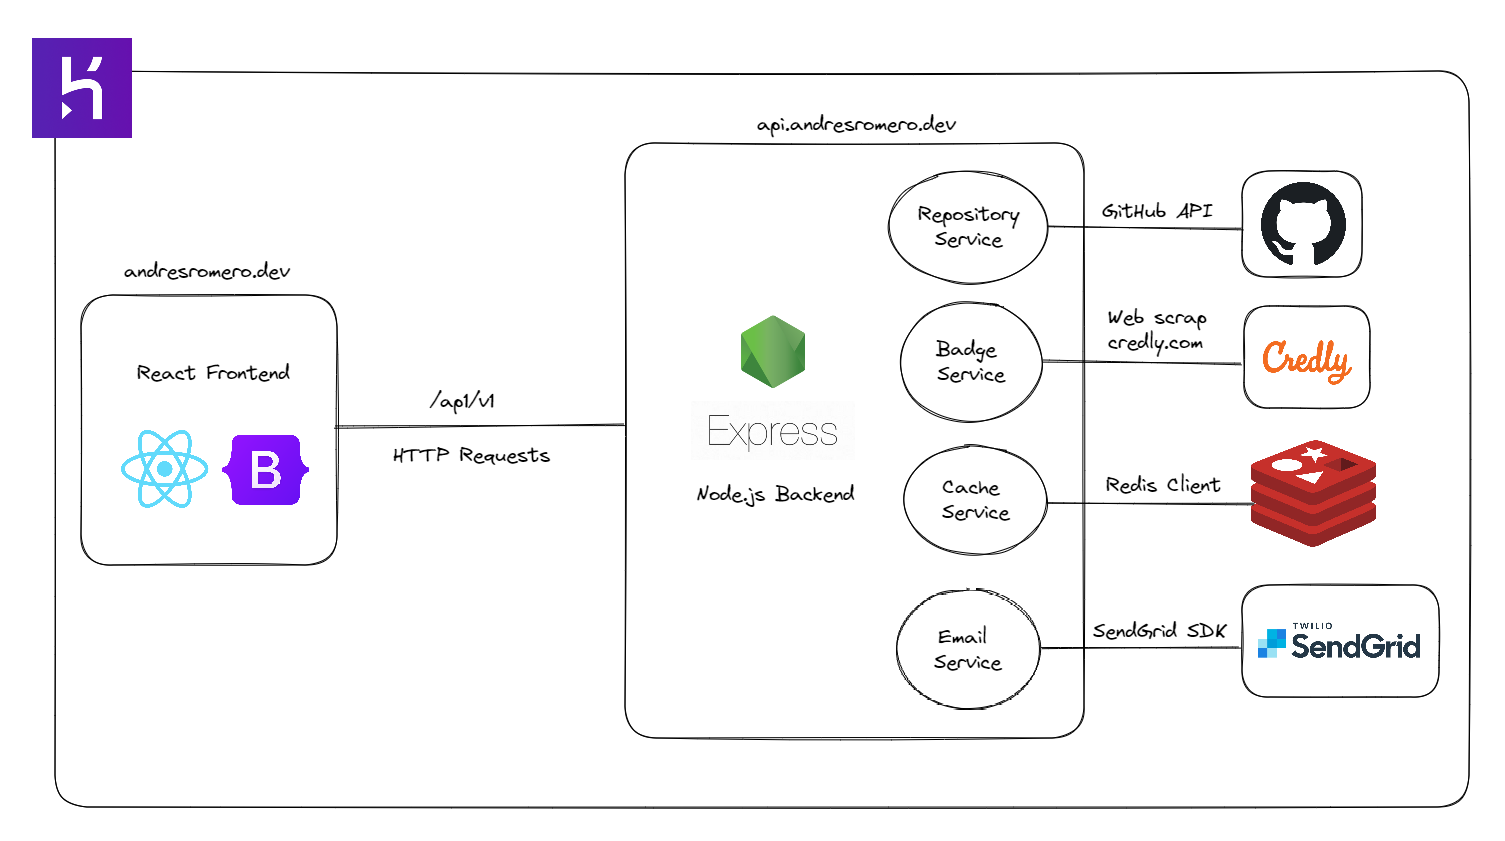 api.andresromero.dev
Repository
Service
GitHub API
andresromero.dev
React Frontend
B
/ap1/v1
HTTP Requests
Express
Node.js Backend
Badge
Service
Web scrap
credly.com
Credly
Cache
Service
Redis Client
Email
Service
SendGrid SDK
TWILIO
SendGrid